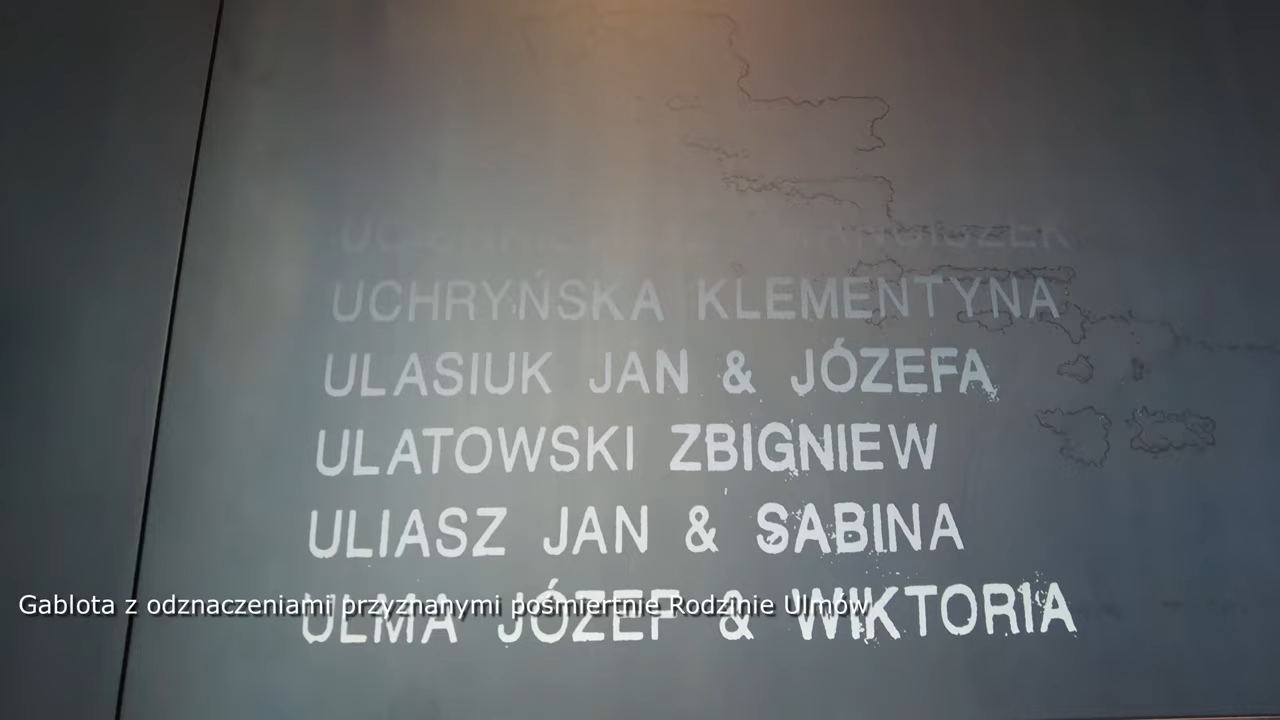 UCHRYŃSKA KLEMENTYNA
ULASIUK JAN & JÓZEFA
ULATOWSKI ZBIGNIEW
ULIASZ JAN & SABINA
Gablota z odznaczeniami przyznanymi pośmiertnie Rodzinie Ulmów
ULMA JÓZEF & WIKTORIA